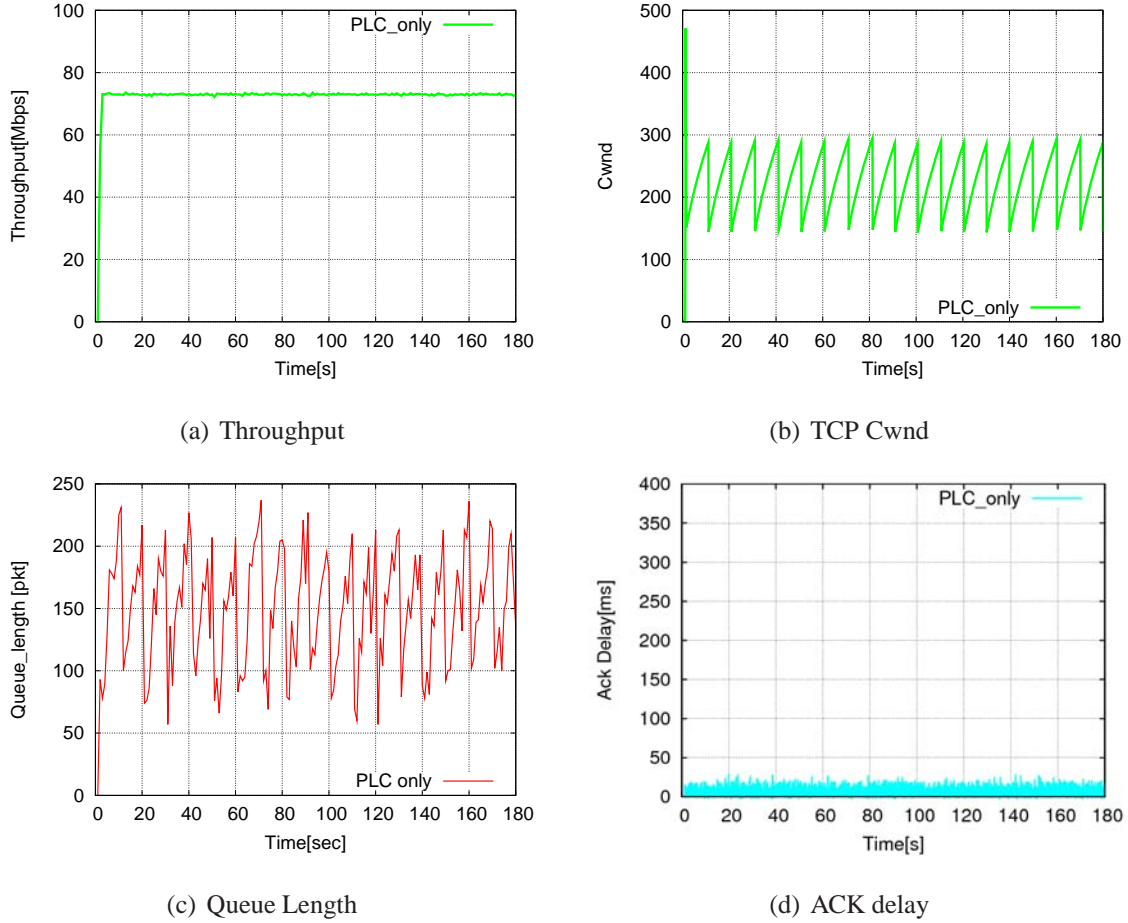 PLC_only
Throughput[Mbps]
100
80
60
40
20
0
0 20 40 60 80 100 120 140 160 180
Time[s]
(a) Throughput
500
400
300
200
100
0
Cwnd
PLC_only
0 20 40 60 80 100 120 140 160 180
Time[s]
(b) TCP Cwnd
250
200
150
100
50
0
Queue_length [pkt]
PLC only
0 20 40 60 80 100 120 140 160 180
Time[sec]
(c) Queue Length
PLC_only
400
350
300
250
200
150
100
50
0
Ack Delay[ms]
0 20 40 60 80 100 120 140 160 180
Time[s]
(d) ACK delay